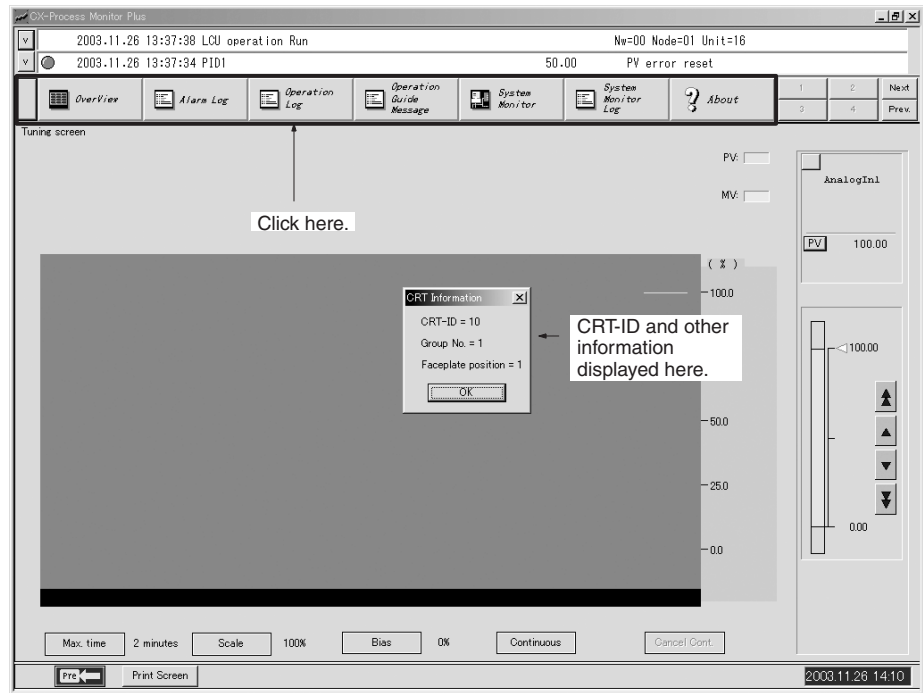 CX-Process Monitor Plus
v 2003.11.26 13:37:38 LCU operation Run Nw=00 Node=01 Unit=16
v 2003.11.26 13:37:34 PID1 50.00 PV error reset
OverView
Alarm Log
Operation
Log
Operation
Guide
Message
System
Monitor
System
Monitor
Log
About
1 2 Next
3 4 Prev.
Tuning screen
PV:
MV:
Click here.
AnalogIn1
PV 100.00
( % )
100.0
50.0
25.0
0.0
CRT Information
CRT-ID = 10
Group No. = 1
Faceplate position = 1
OK
CRT-ID and other
information
displayed here.
100.00
0.00
Max. time 2 minutes Scale 100% Bias 0% Continuous Cancel Cont.
Pre Print Screen 2003.11.26 14:10